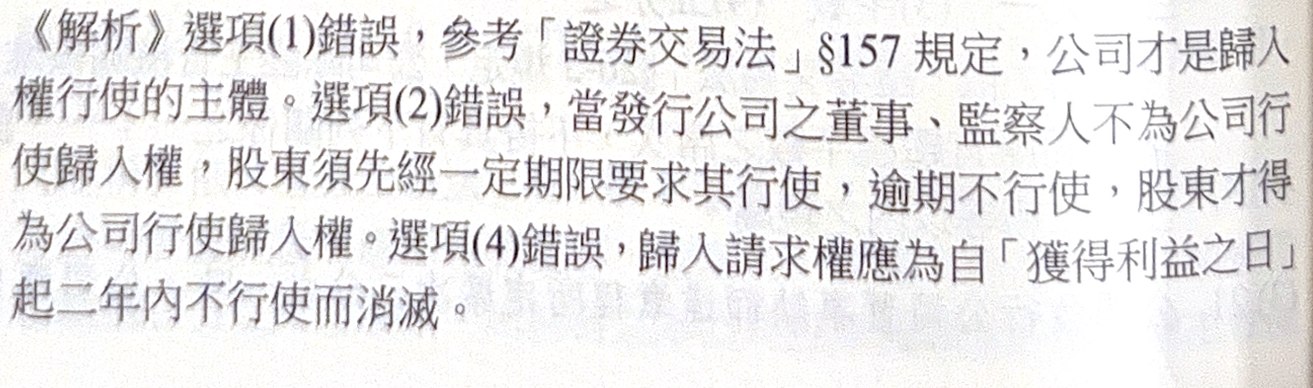 《解析》選項(1)錯誤，參考「證券交易法」§157 規定，公司才是歸入
權行使的主體。選項(2)錯誤，當發行公司之董事、監察人不為公司行
使歸入權，股東須先經一定期限要求其行使，逾期不行使，股東才得
為公司行使歸入權。選項(4)錯誤，歸入請求權應為自「獲得利益之日」
起二年內不行使而消滅。